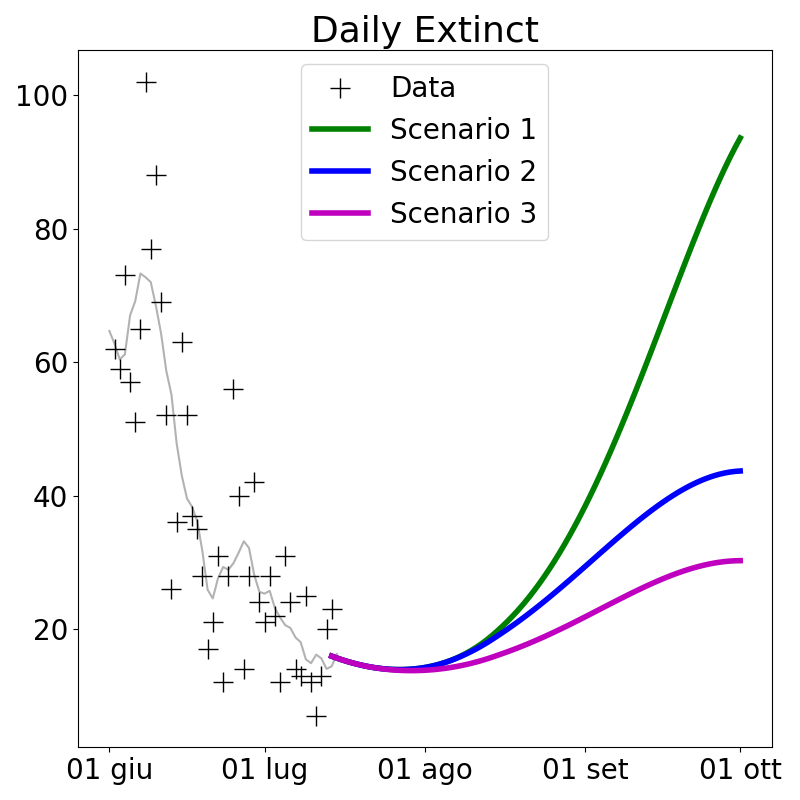 Daily Extinct
Data
Scenario 1
Scenario 2
Scenario 3
100
80
60
40
20
01 giu 01 lug 01 ago 01 set 01 ott